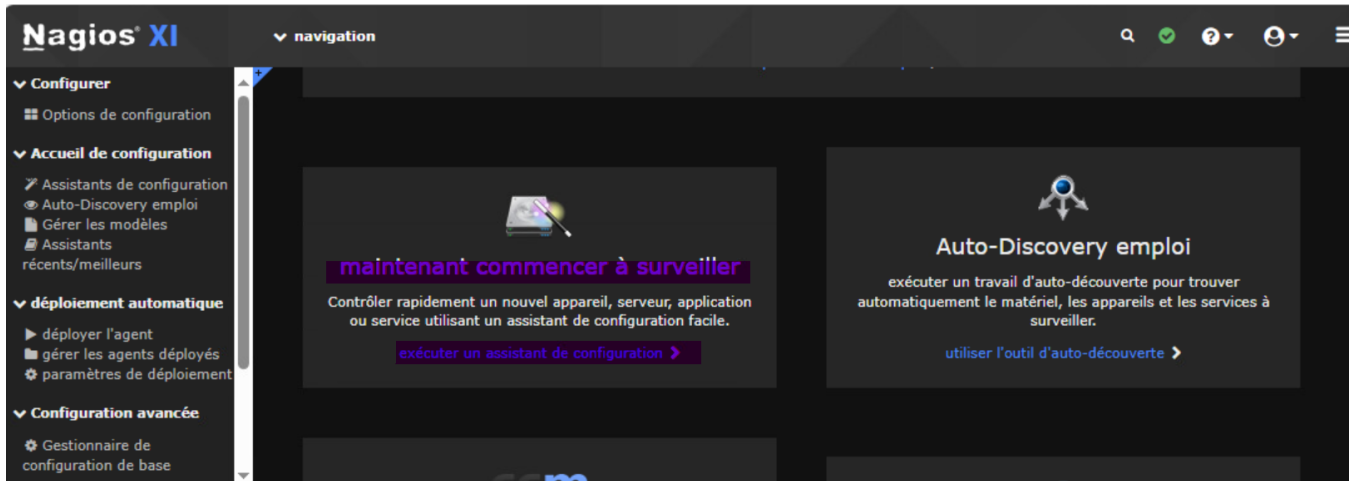 Nagios XI
navigation
Configurer
Options de configuration
Accueil de configuration
Assistants de configuration
Auto-Discovery emploi
Gérer les modèles
Assistants
récents/meilleurs
déploiement automatique
déployer l'agent
gérer les agents déployés
paramètres de déploiement
Configuration avancée
Gestionnaire de
configuration de base
maintenant commencer à surveiller
Contrôler rapidement un nouvel appareil, serveur, application
ou service utilisant un assistant de configuration facile.
exécuter un assistant de configuration
Auto-Discovery emploi
exécuter un travail d'auto-découverte pour trouver
automatiquement le matériel, les appareils et les services à
surveiller.
utiliser l'outil d'auto-découverte